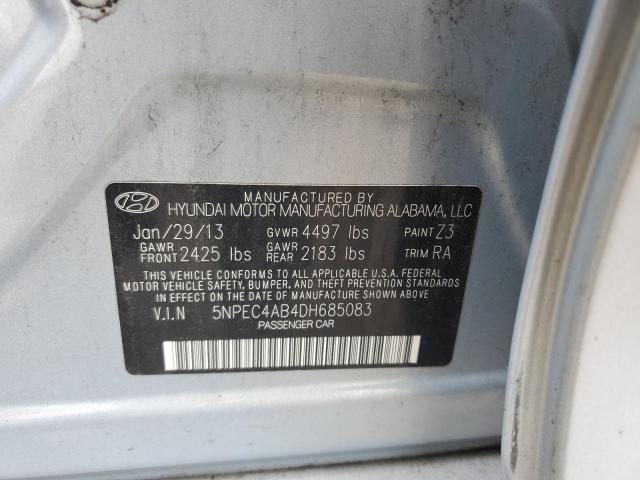 MANUFACTURED BY
HYUNDAI MOTOR MANUFACTURING ALABAMA, LLC
Jan/29/13 GVWR 4497 lbs PAINT Z3
GAWR FRONT 2425 lbs GAWR REAR 2183 lbs TRIM RA
THIS VEHICLE CONFORMS TO ALL APPLICABLE U.S.A. FEDERAL
MOTOR VEHICLE SAFETY, BUMPER, AND THEFT PREVENTION STANDARDS
IN EFFECT ON THE DATE OF MANUFACTURE SHOWN ABOVE.
V.I.N 5NPEC4AB4DH685083
PASSENGER CAR